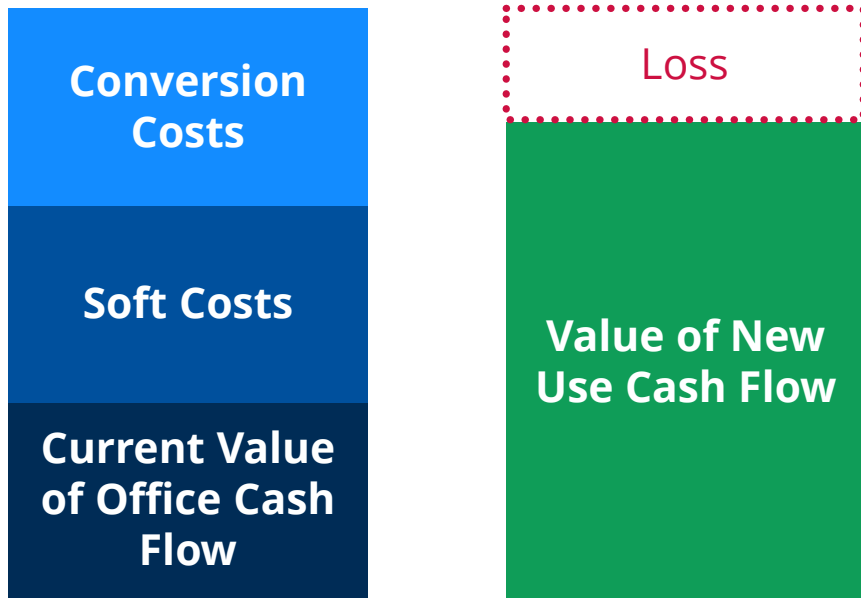 Conversion
Costs
Soft Costs
Current Value
of Office Cash
Flow
Loss
Value of New
Use Cash Flow